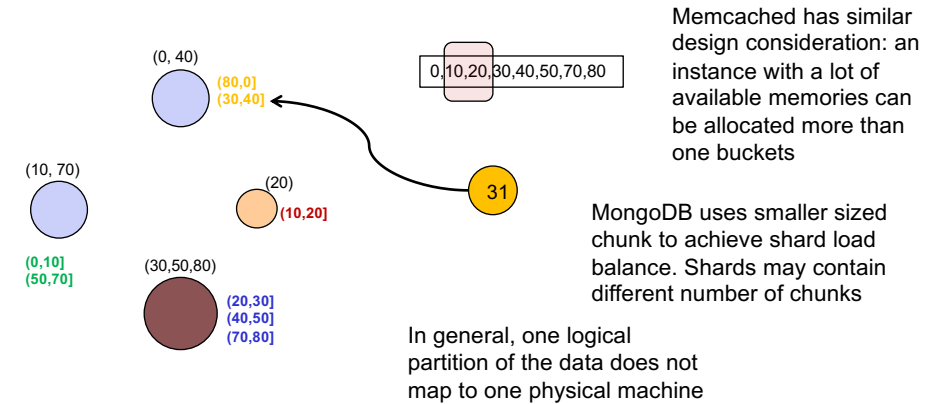 Memcached has similar
design consideration: an
instance with a lot of
available memories can
be allocated more than
one buckets
(0, 40)
(80,0]
(30,40]
0,10,20,30,40,50,70,80
(10, 70)
(0,10]
(50,70]
(20)
(10,20]
31
(30,50,80)
(20,30]
(40,50]
(70,80]
MongoDB uses smaller sized
chunk to achieve shard load
balance. Shards may contain
different number of chunks
In general, one logical
partition of the data does not
map to one physical machine